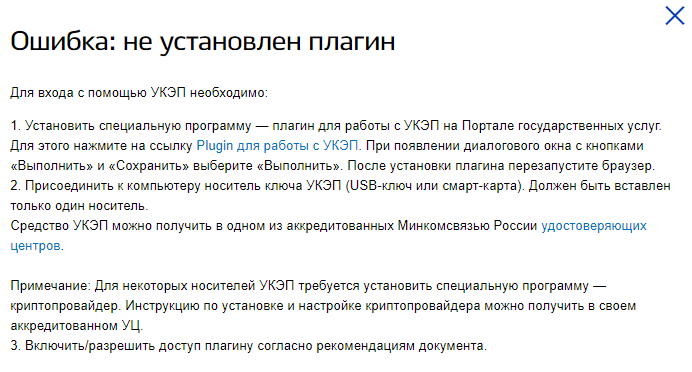 Ошибка: не установлен плагин
Для входа с помощью УКЭП необходимо:
1. Установить специальную программу — плагин для работы с УКЭП на Портале государственных услуг.
Для этого нажмите на ссылку Plugin для работы с УКЭП. При появлении диалогового окна с кнопками
«Выполнить» и «Сохранить» выберите «Выполнить». После установки плагина перезапустите браузер.
2. Присоединить к компьютеру носитель ключа УКЭП (USB-ключ или смарт-карта). Должен быть вставлен
только один носитель.
Средство УКЭП можно получить в одном из аккредитованных Минкомсвязью России удостоверяющих
центров.
Примечание: Для некоторых носителей УКЭП требуется установить специальную программу —
криптопровайдер. Инструкцию по установке и настройке криптопровайдера можно получить в своем
аккредитованном УЦ.
3. Включить/разрешить доступ плагину согласно рекомендациям документа.